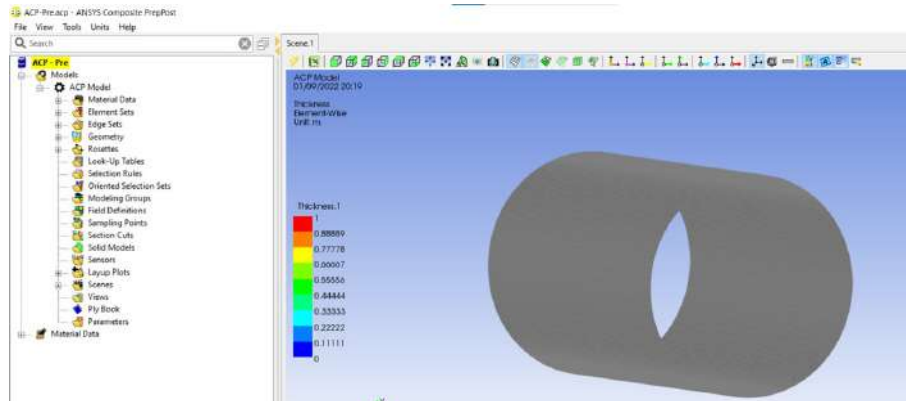 ACP-Pre.acp - ANSYS Composite PrepPost
File View Tools Units Help
Search
Scene.1
ACP - Pre
Models
ACP Model
Material Data
Element Sets
Edge Sets
Geometry
Rosettes
Look-Up Tables
Selection Rules
Oriented Selection Sets
Modeling Groups
Field Definitions
Sampling Points
Section Cuts
Solid Models
Sensors
Layup Plots
Scenes
Views
Ply Book
Parameters
Material Data
ACP Model
01/09/2022 20:19
Thickness
Element-Wise
Unit: m
Thickness.1
1
0.88889
0.77778
0.66667
0.55556
0.44444
0.33333
0.22222
0.11111
0